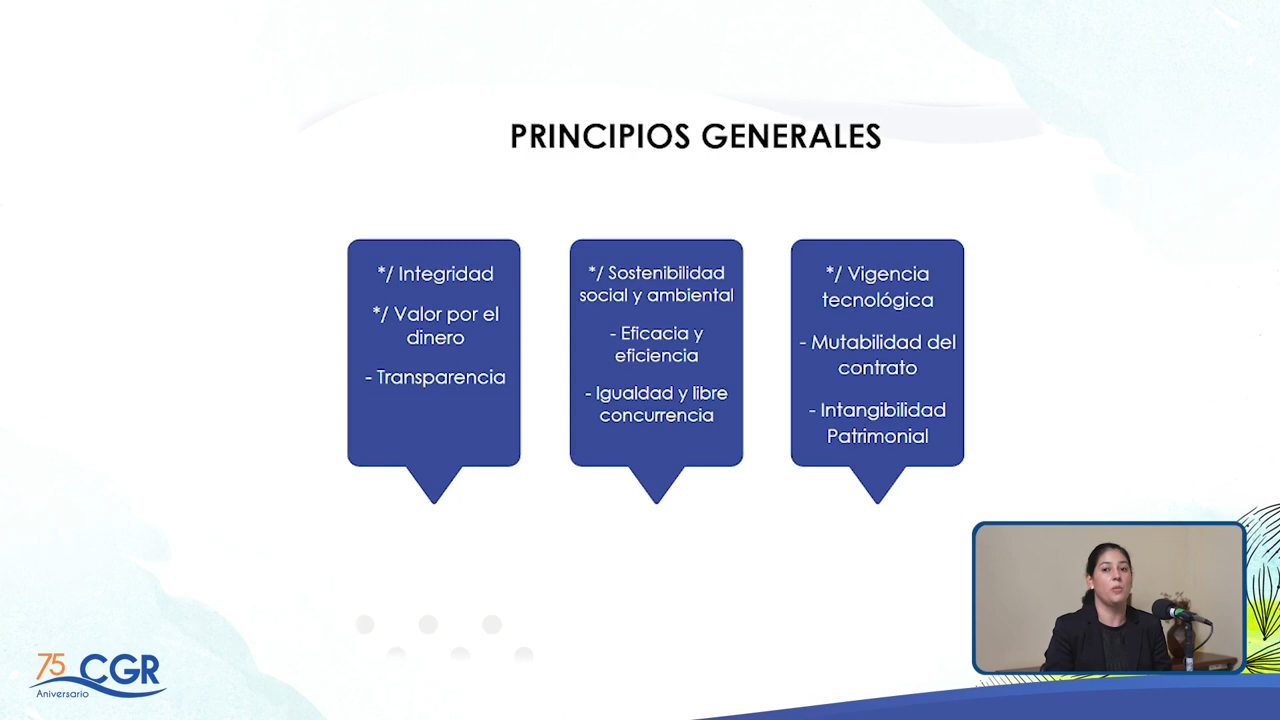 PRINCIPIOS GENERALES
*/ Integridad
*/ Valor por el
dinero
- Transparencia
*/ Sostenibilidad
social y ambiental
- Eficacia y
eficiencia
- Igualdad y libre
concurrencia
*/ Vigencia
tecnológica
- Mutabilidad del
contrato
- Intangibilidad
Patrimonial
75 CGR
Aniversario